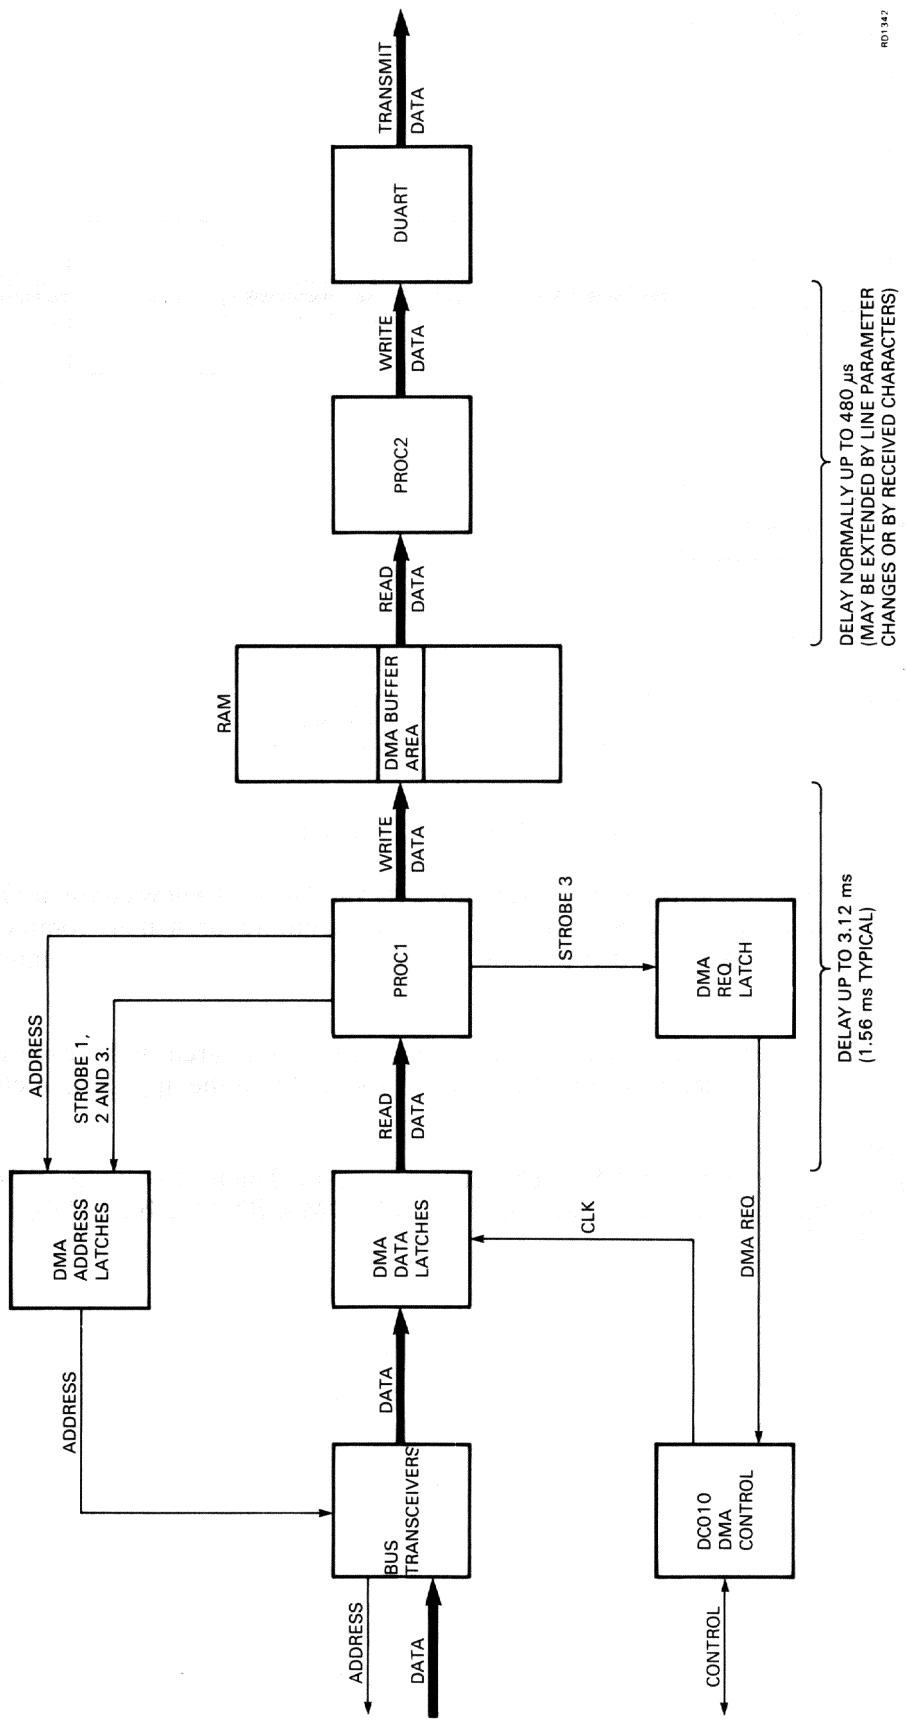 ADDRESS
DATA
CONTROL
BUS
TRANSCEIVERS
DC010
DMA
CONTROL
ADDRESS
DATA
CLK
DMA REQ
DMA
ADDRESS
LATCHES
DMA
DATA
LATCHES
ADDRESS
STROBE 1,
2 AND 3.
READ
DATA
PROC1
STROBE 3
DMA
REQ
LATCH
WRITE
DATA
RAM
DMA BUFFER
AREA
READ
DATA
PROC2
WRITE
DATA
DUART
TRANSMIT
DATA
DELAY UP TO 3.12 ms
(1.56 ms TYPICAL)
DELAY NORMALLY UP TO 480 µs
(MAY BE EXTENDED BY LINE PARAMETER
CHANGES OR BY RECEIVED CHARACTERS)
RD1342